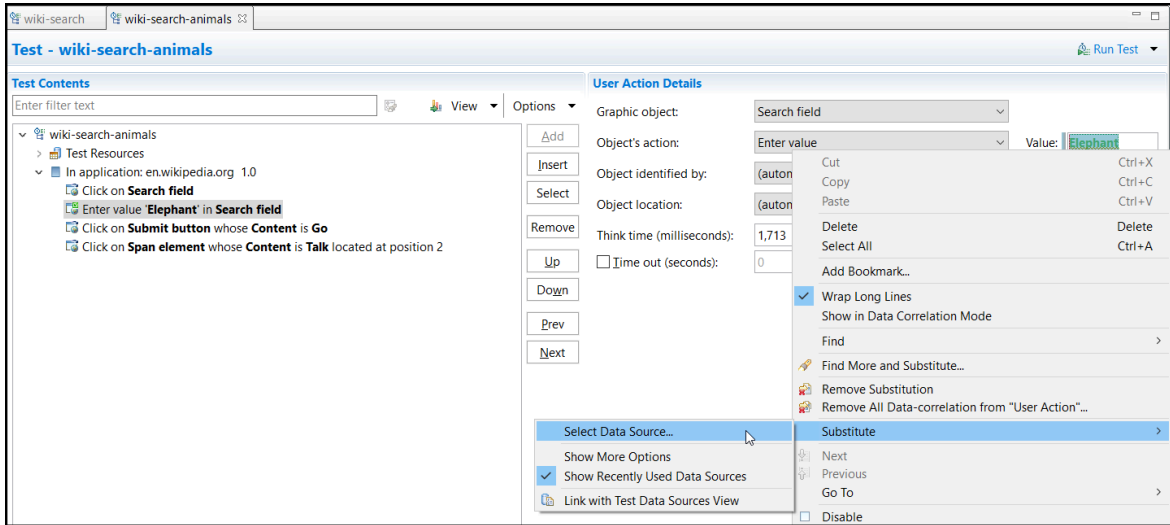 wiki-search
wiki-search-animals
Test - wiki-search-animals
Run Test
Test Contents
User Action Details
Enter filter text
View
Options
Graphic object:
Search field
wiki-search-animals
Test Resources
In application: en.wikipedia.org 1.0
Click on Search field
Enter value 'Elephant' in Search field
Click on Submit button whose Content is Go
Click on Span element whose Content is Talk located at position 2
Add
Insert
Select
Remove
Up
Down
Prev
Next
Object's action:
Enter value
Value:
Elephant
Object identified by:
(auton
Object location:
(auton
Think time (milliseconds):
1,713
Time out (seconds):
0
Cut Ctrl+X
Copy Ctrl+C
Paste Ctrl+V
Delete Delete
Select All Ctrl+A
Add Bookmark...
Wrap Long Lines
Show in Data Correlation Mode
Find
Find More and Substitute...
Remove Substitution
Remove All Data-correlation from "User Action"...
Substitute
Next
Previous
Go To
Disable
Select Data Source...
Show More Options
Show Recently Used Data Sources
Link with Test Data Sources View